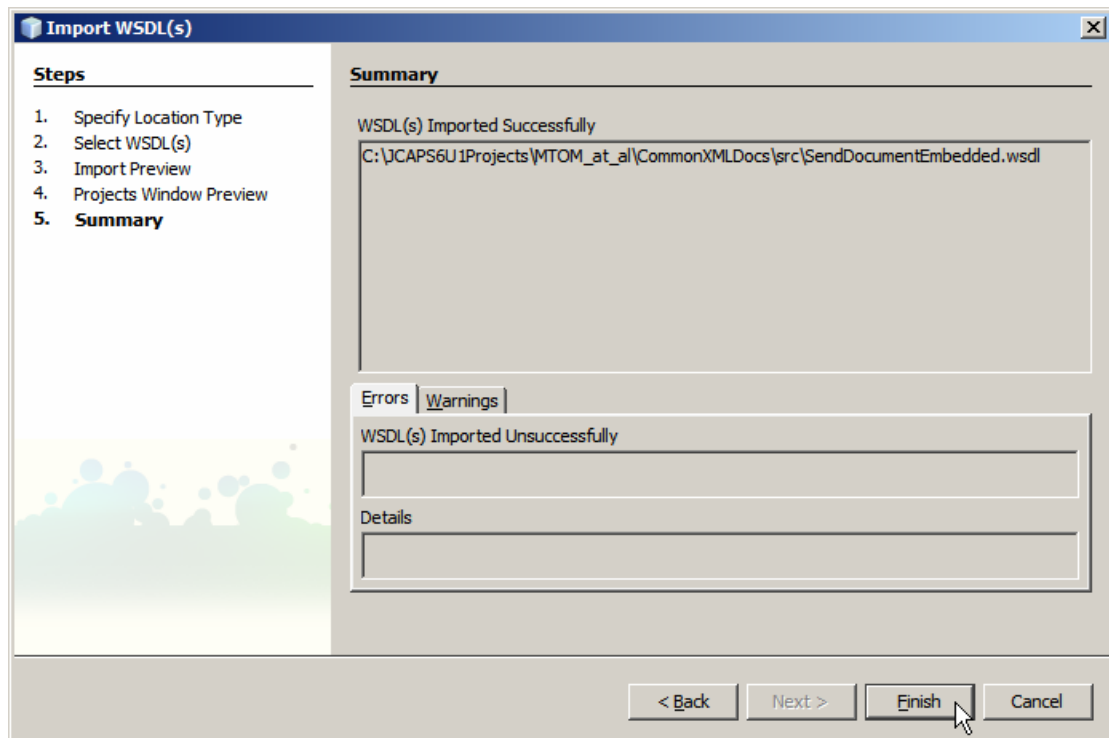 Import WSDL(s)
Steps
1. Specify Location Type
2. Select WSDL(s)
3. Import Preview
4. Projects Window Preview
5. Summary
Summary
WSDL(s) Imported Successfully
C:\JCAPS6U1Projects\MTOM_at_al\CommonXMLDocs\src\SendDocumentEmbedded.wsdl
Errors Warnings
WSDL(s) Imported Unsuccessfully
Details
< Back Next > Finish Cancel